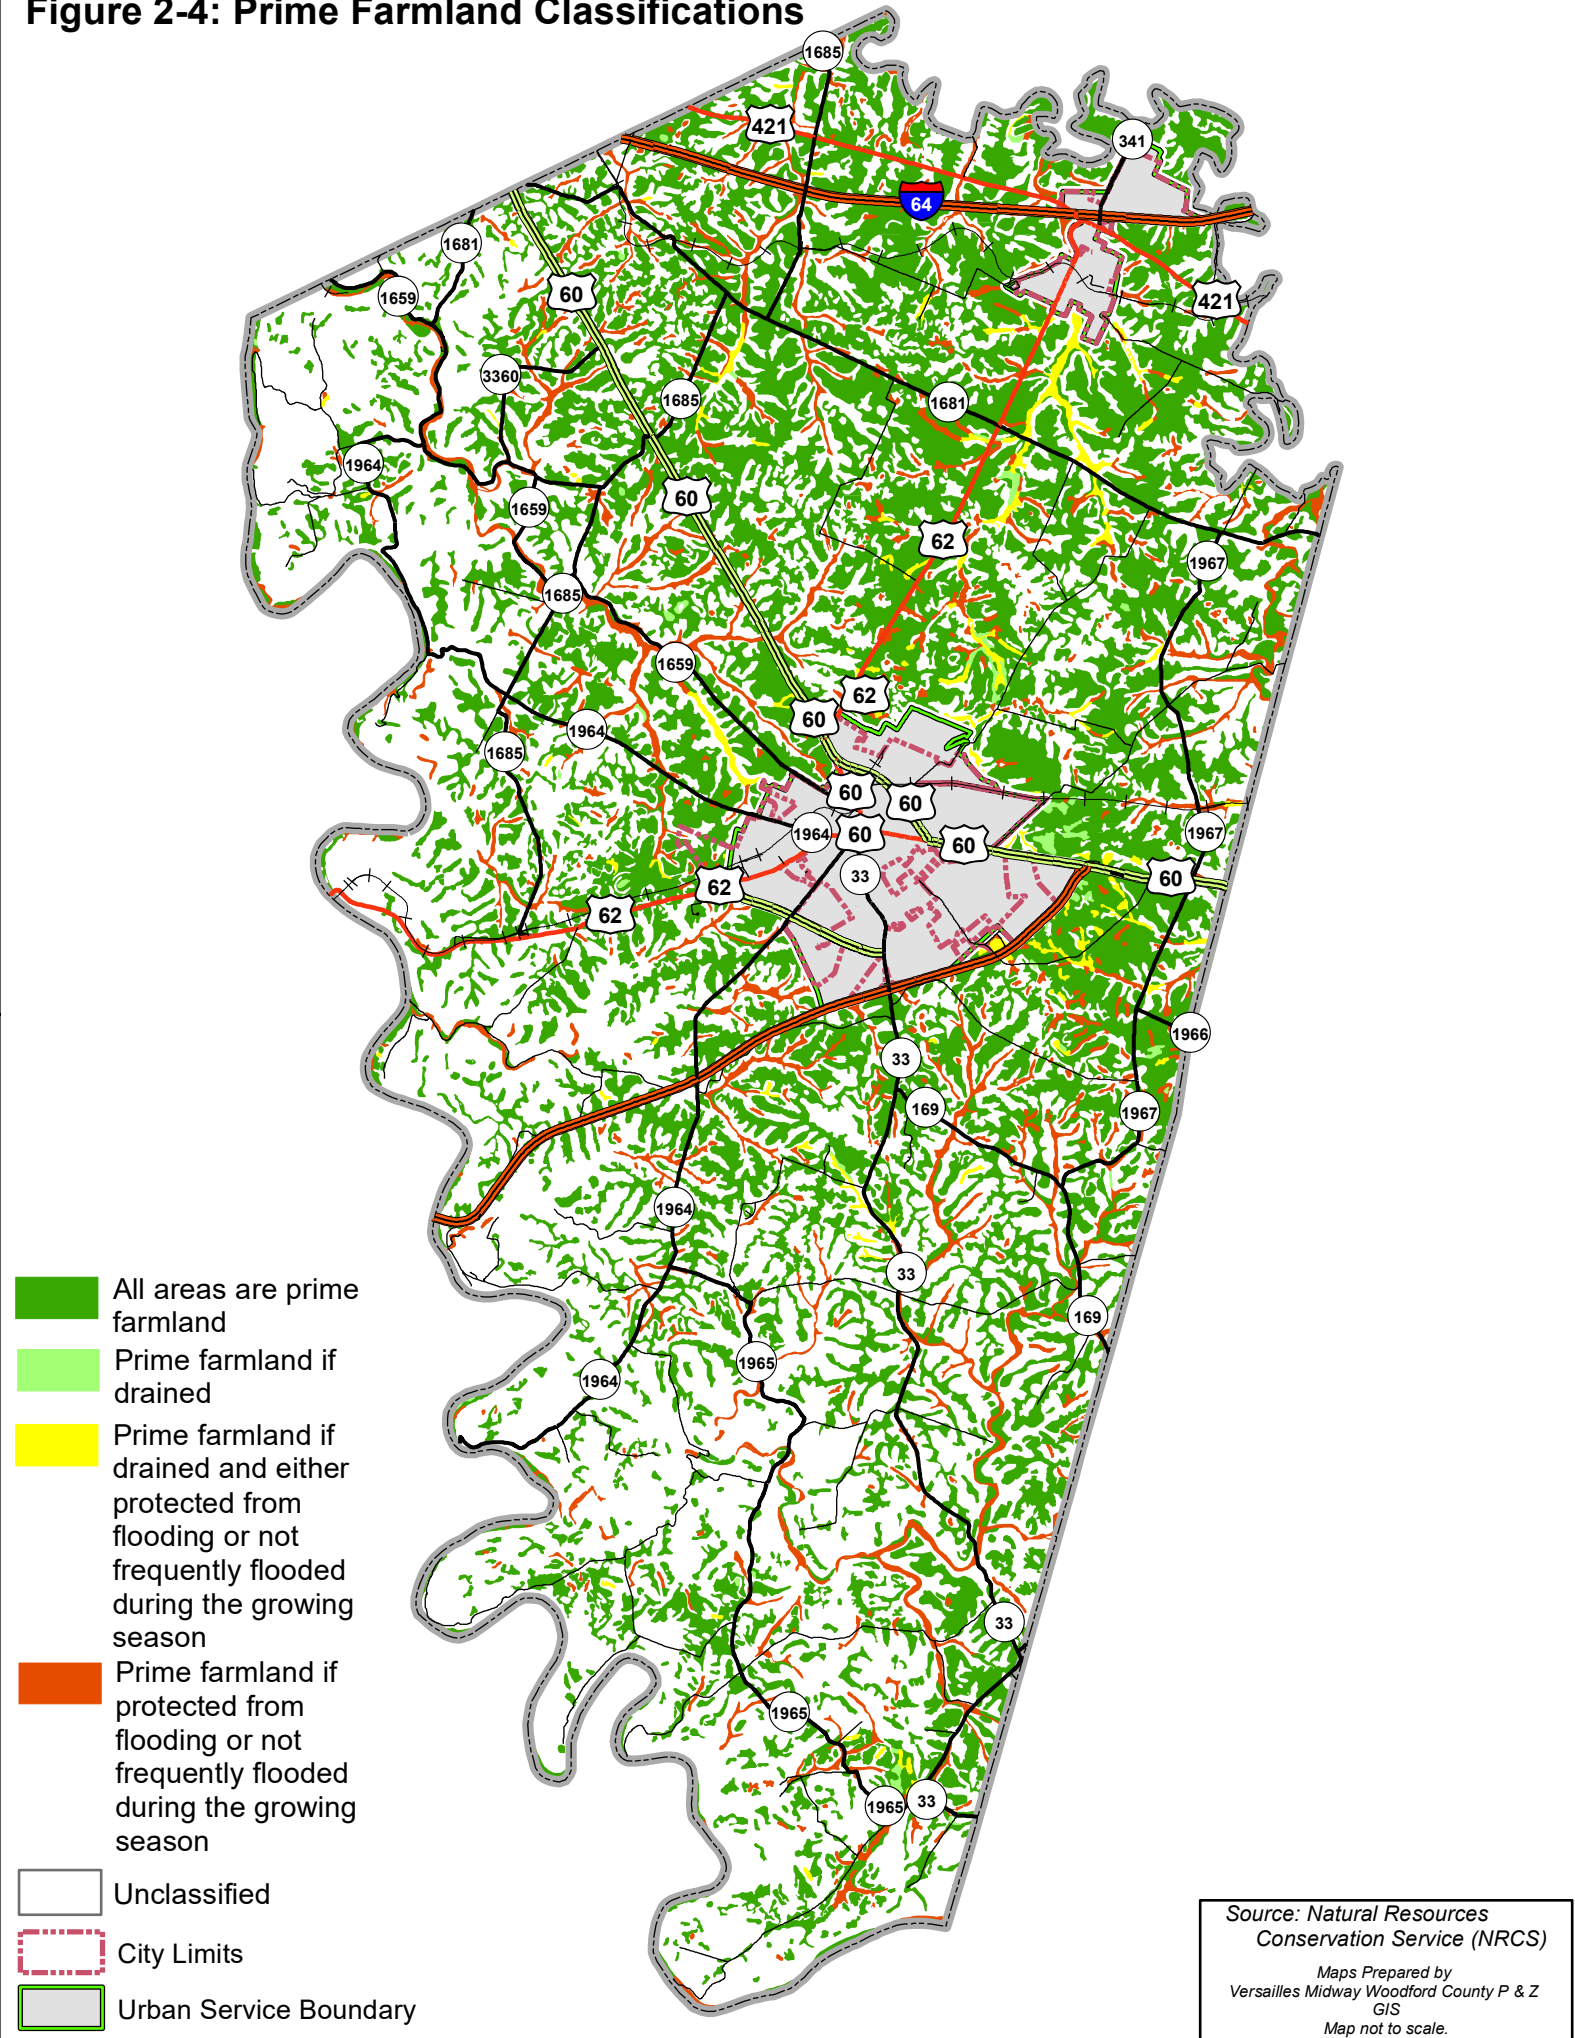 Figure 2-4: Prime Farmland Classifications
1685
421
341
64
1681
60
1659
421
3360
1685
1681
1964
60
1659
62
1967
1685
1659
62
60
1964
1685
60
60
1964
60
60
1967
33
60
62
62
1966
33
169
1967
1964
33
169
1965
1964
33
1965
1965
33
All areas are prime
farmland
Prime farmland if
drained
Prime farmland if
drained and either
protected from
flooding or not
frequently flooded
during the growing
season
Prime farmland if
protected from
flooding or not
frequently flooded
during the growing
season
Unclassified
City Limits
Urban Service Boundary
Source: Natural Resources
Conservation Service (NRCS)
Maps Prepared by
Versailles Midway Woodford County P & Z
GIS
Map not to scale.